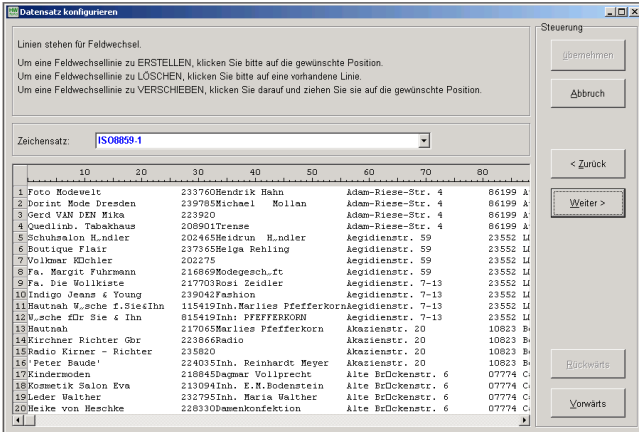 Datensatz konfigurieren
Linien stehen für Feldwechsel.
Um eine Feldwechsellinie zu ERSTELLEN, klicken Sie bitte auf die gewünschte Position.
Um eine Feldwechsellinie zu LÖSCHEN, klicken Sie bitte auf eine vorhandene Linie.
Um eine Feldwechsellinie zu VERSCHIEBEN, klicken Sie darauf und ziehen Sie sie auf die gewünschte Position.
Zeichensatz: ISO8859-1
10 20 30 40 50 60 70 80
1 Foto Modewelt 233760Hendrik Hahn Adam-Riese-Str. 4 86199 A
2 Dorint Mode Dresden 239785Michael Mollan Adam-Riese-Str. 4 86199 A
3 Gerd VAN DEN Mika 223920 Adam-Riese-Str. 4 86199 A
4 Quedlinb. Tabakhaus 208901Trense Adam-Riese-Str. 4 86199 A
5 Schuhsalon H„ndler 202465Heidrun H„ndler Aegidienstr. 59 23552 L
6 Boutique Flair 237365Helga Rehling Aegidienstr. 59 23552 L
7 Volkmar K□chler 202275 Aegidienstr. 59 23552 L
8 Fa. Margit Fuhrmann 216869Modegesch„ft Aegidienstr. 59 23552 L
9 Fa. Die Wollkiste 217703Rosi Zeidler Aegidienstr. 7-13 23552 L
10 Indigo Jeans & Young 239042Fashion Aegidienstr. 7-13 23552 L
11 Hautnah W„sche f.Sie&Ihn 115419Inh.Marlies PfefferkornAegidienstr. 7-13 23552 L
12 W„sche f□r Sie & Ihn 815419Inh: PFEFFERKORN Aegidienstr. 7-13 23552 L
13 Hautnah 217065Marlies Pfefferkorn Akazienstr. 20 10823 B
14 Kirchner Richter Gbr 223866Radio Akazienstr. 20 10823 B
15 Radio Kirner - Richter 235820 Akazienstr. 20 10823 B
16 'Peter Baude' 224035Inh. Reinhardt Meyer Akazienstr. 20 10823 B
17 Kindermoden 218845Dagmar Vollprecht Alte Br□ckenstr. 6 07774 C
18 Kosmetik Salon Eva 213094Inh. E.M.Bodenstein Alte Br□ckenstr. 6 07774 C
19 Leder Walther 232795Inh. Maria Walther Alte Br□ckenstr. 6 07774 C
20 Heike von Heschke 228330Damenkonfektion Alte Br□ckenstr. 6 07774 C
Steuerung
übernehmen
Abbruch
< Zurück
Weiter >
Rückwärts
Vorwärts